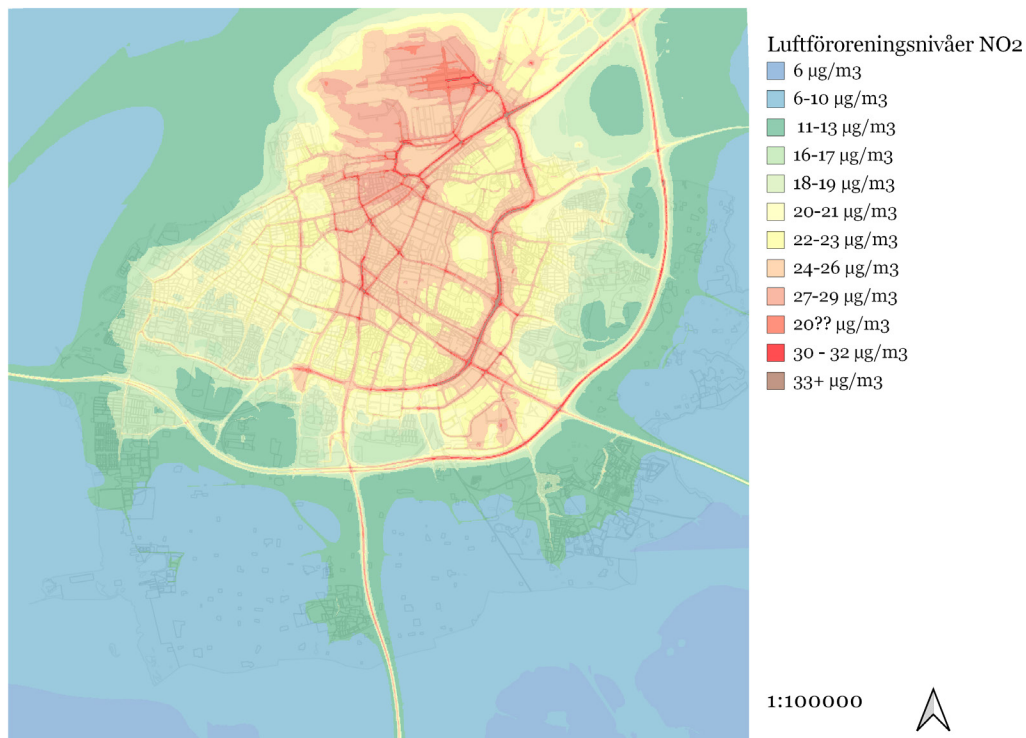 Luftföroreningsnivåer NO2
6 µg/m3
6-10 µg/m3
11-13 µg/m3
16-17 µg/m3
18-19 µg/m3
20-21 µg/m3
22-23 µg/m3
24-26 µg/m3
27-29 µg/m3
20?? µg/m3
30 - 32 µg/m3
33+ µg/m3
1:100000